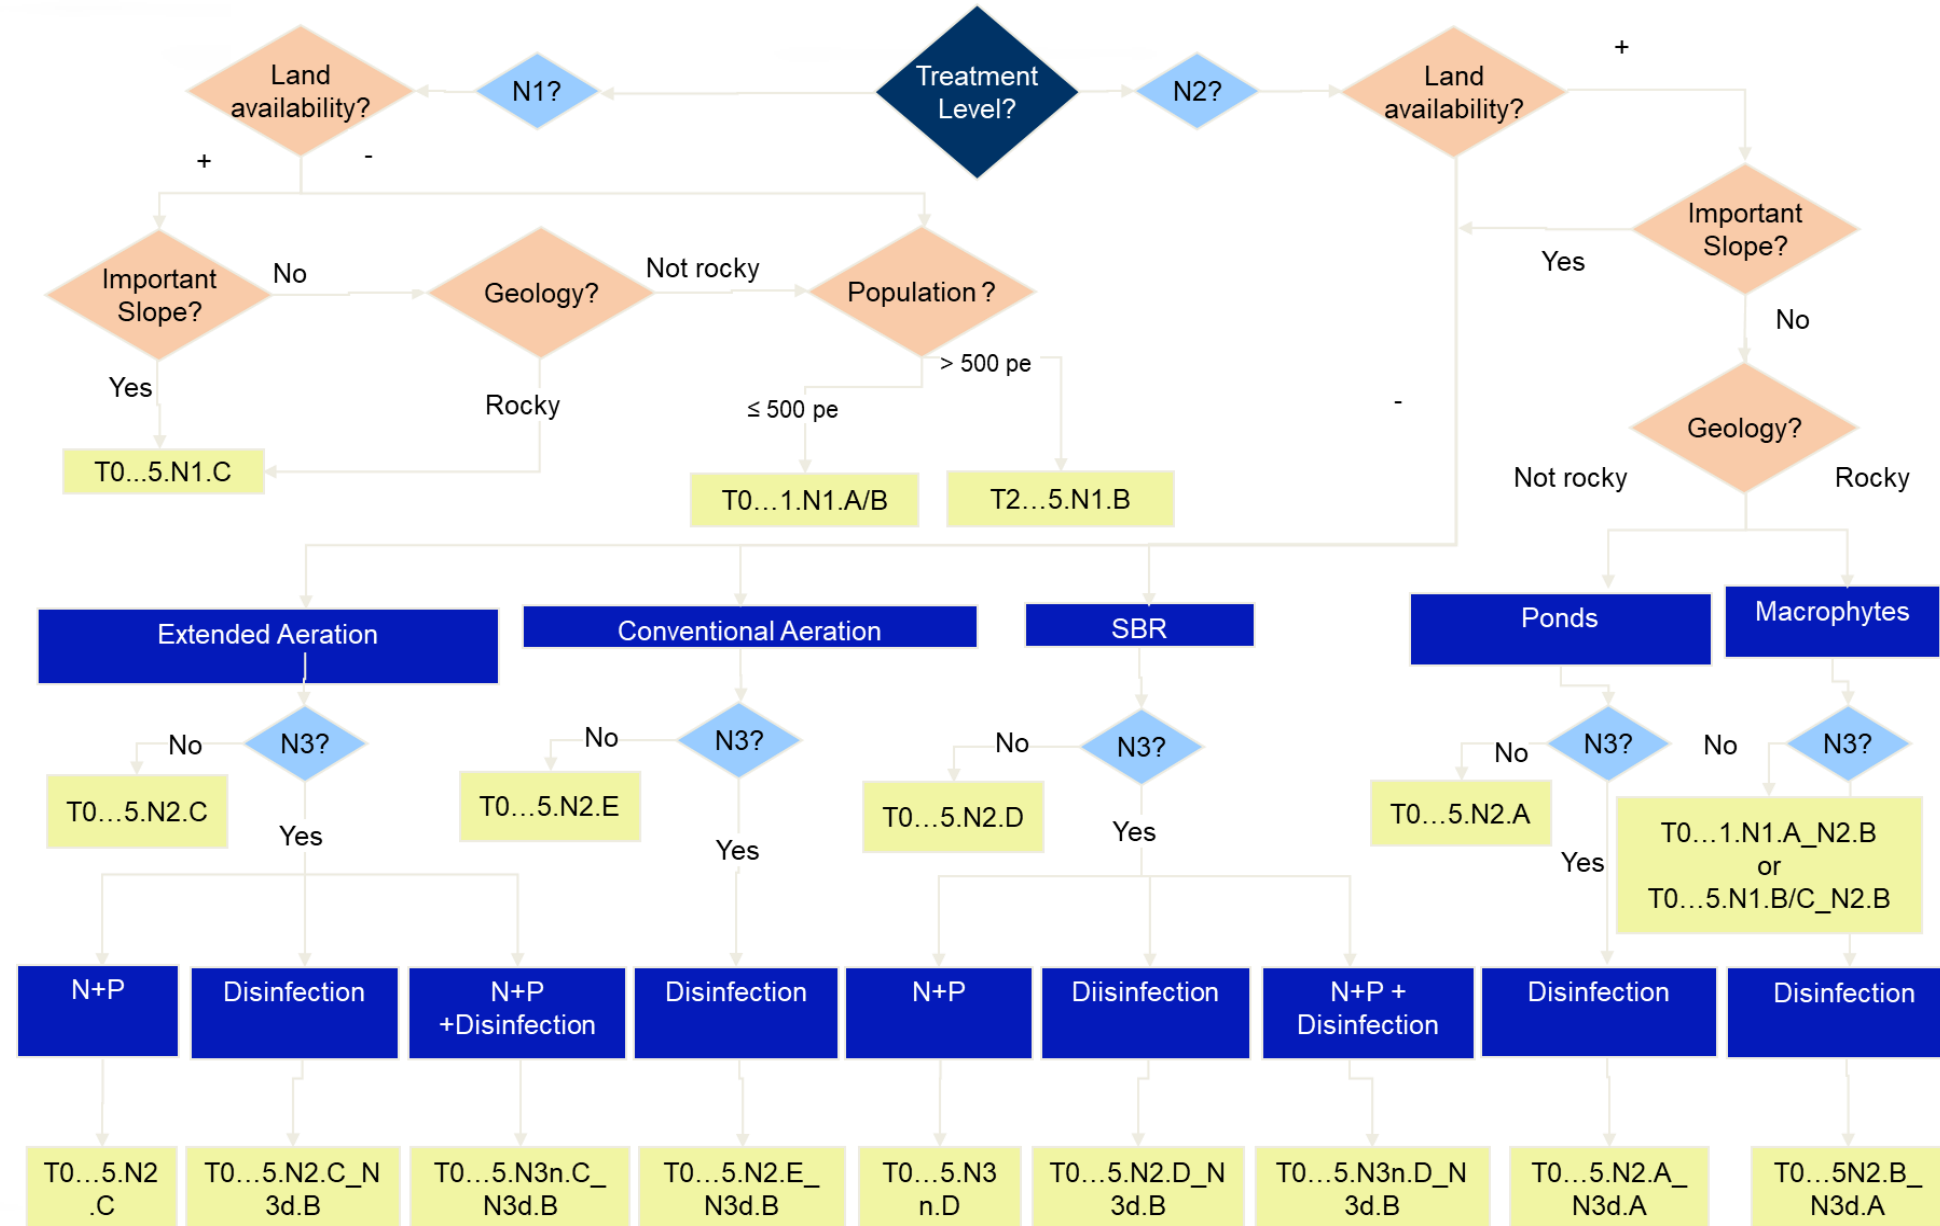 Treatment
Level?
N1?
N2?
Land
availability?
Land
availability?
+
-
+
-
Important
Slope?
No
Yes
Geology?
Not rocky
Rocky
Population ?
> 500 pe
≤ 500 pe
T0...5.N1.C
T0…1.N1.A/B
T2…5.N1.B
Important
Slope?
Yes
No
Geology?
Not rocky
Rocky
Extended Aeration
Conventional Aeration
SBR
Ponds
Macrophytes
N3?
No
Yes
N3?
No
Yes
N3?
No
Yes
N3?
No
Yes
N3?
No
T0…5.N2.C
T0…5.N2.E
T0…5.N2.D
T0…5.N2.A
T0…1.N1.A_N2.B
or
T0…5.N1.B/C_N2.B
N+P
Disinfection
N+P
+Disinfection
Disinfection
N+P
Diisinfection
N+P +
Disinfection
Disinfection
Disinfection
T0…5.N2
.C
T0…5.N2.C_N
3d.B
T0…5.N3n.C_
N3d.B
T0…5.N2.E_
N3d.B
T0…5.N3
n.D
T0…5.N2.D_N
3d.B
T0…5.N3n.D_N
3d.B
T0…5.N2.A_
N3d.A
T0…5N2.B_
N3d.A